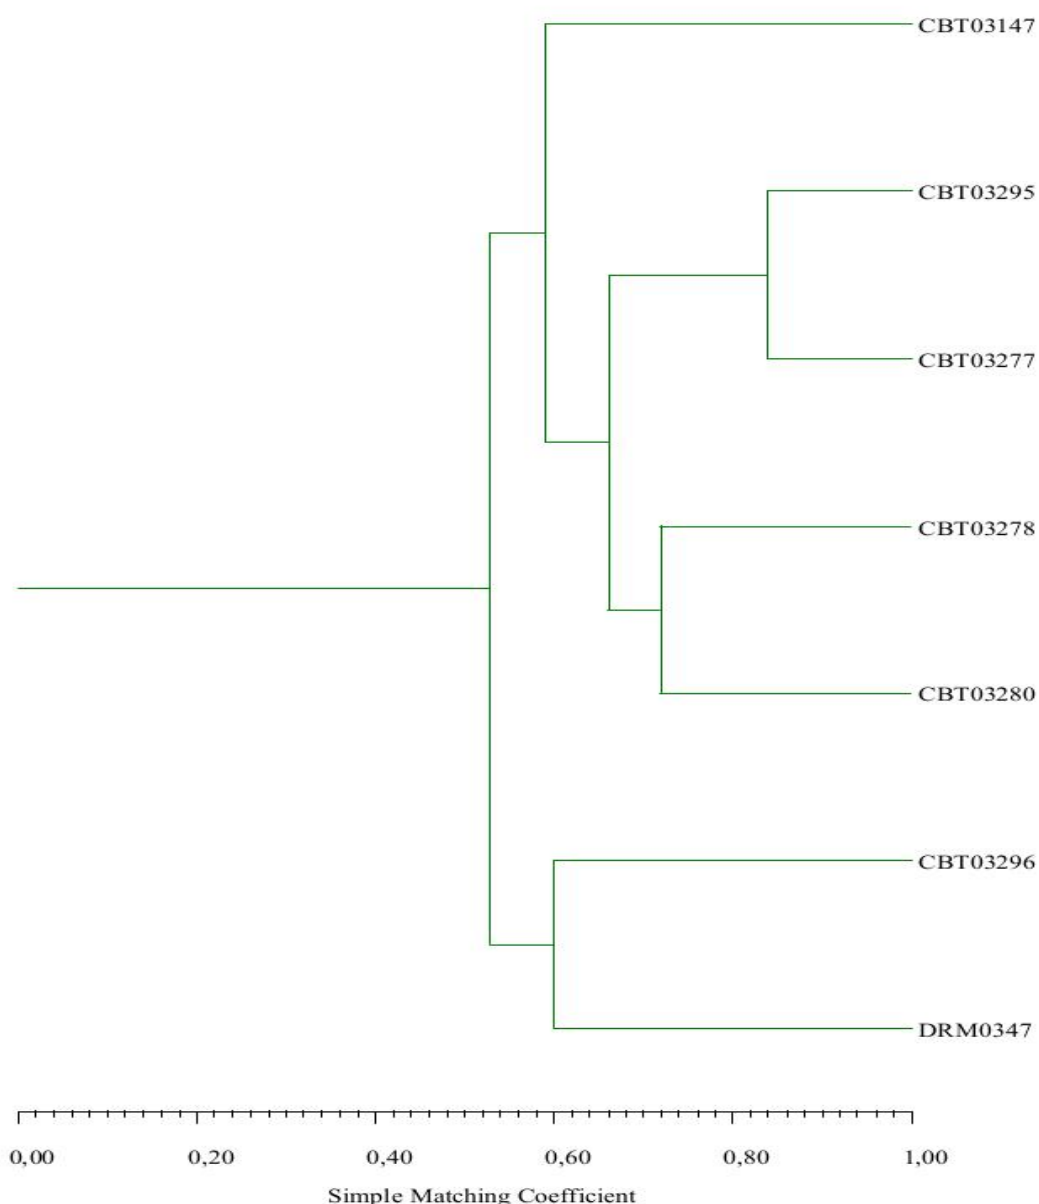 CBT03147
CBT03295
CBT03277
CBT03278
CBT03280
CBT03296
DRM0347
0,00 0,20 0,40 0,60 0,80 1,00
Simple Matching Coefficient